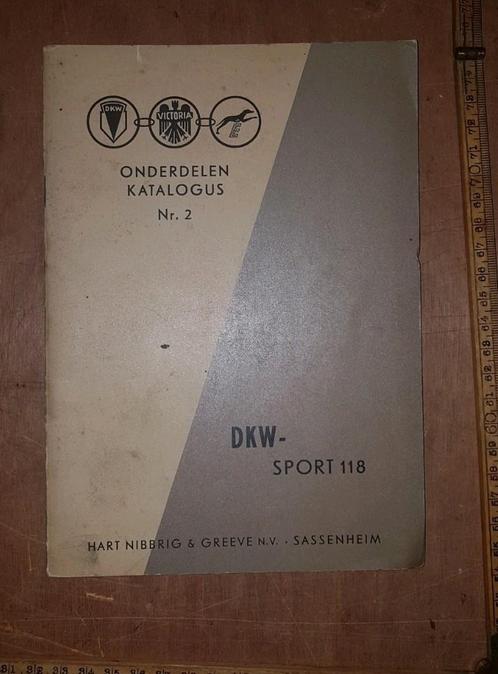 DKW
VICTORIA
ONDERDELEN
KATALOGUS
Nr. 2
DKW-
SPORT 118
HART NIBBRIG & GREEVE N.V. · SASSENHEIM